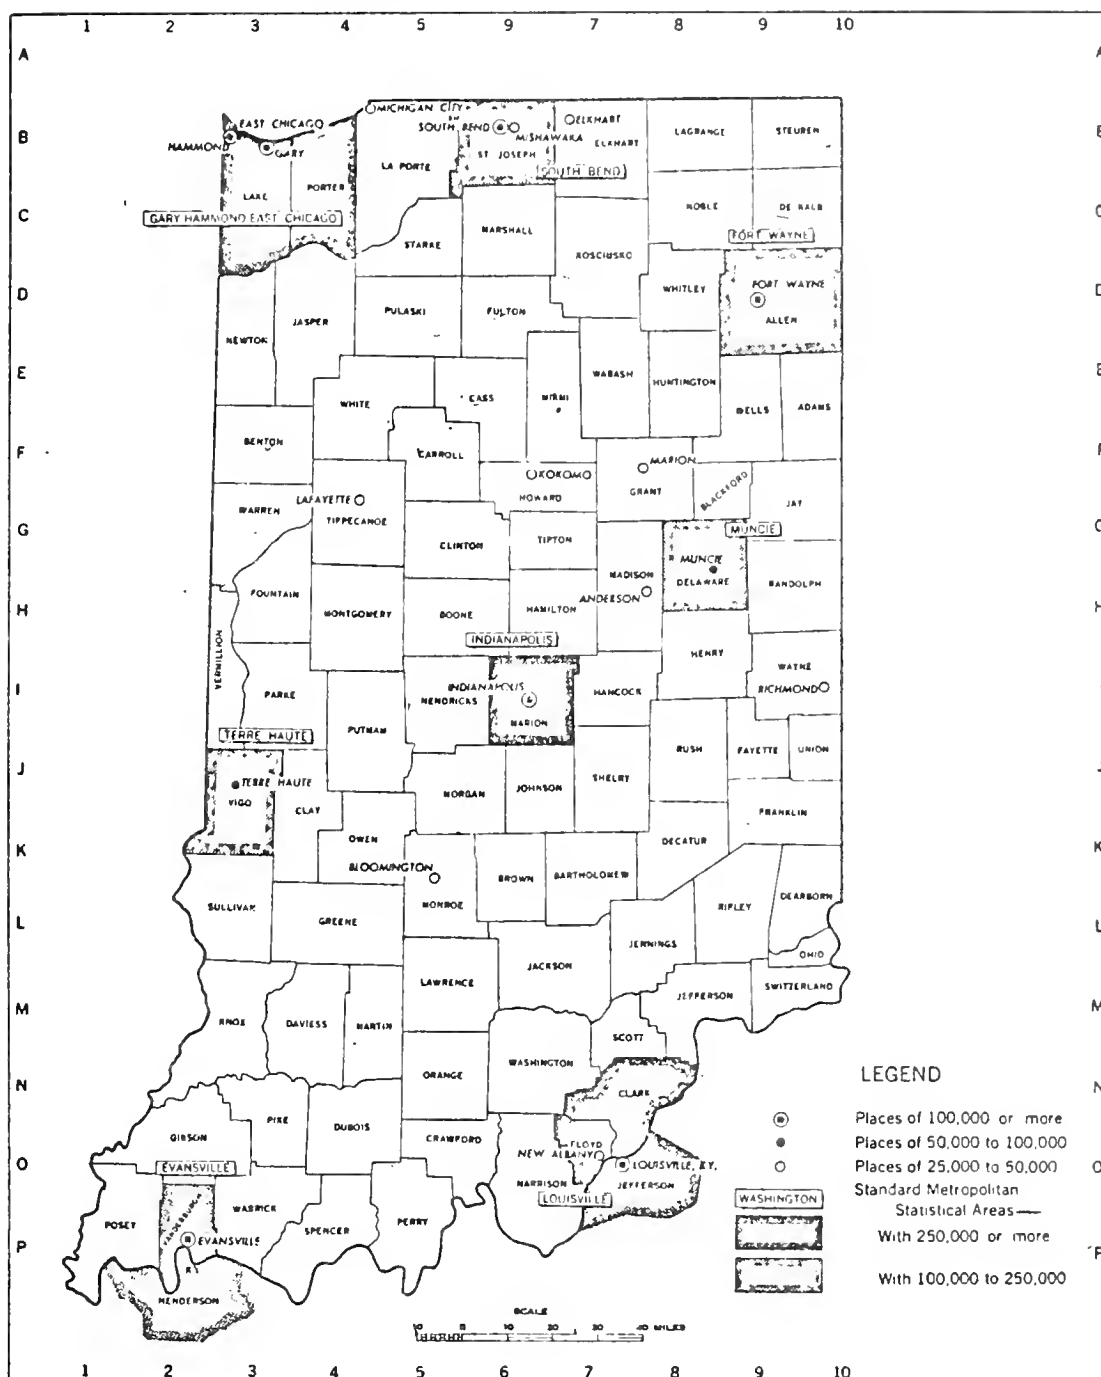 1 2 3 4 5 6 7 8 9 10
A A
MICHIGAN CITY
EAST CHICAGO
SOUTH BEND
ELKHART
B
HAMMOND
GARY
MISHAWAKA
ELKHART
LAGRANGE
STEUBEN
LA PORTE
ST JOSEPH
SOUTH BEND
LAKE
PORTER
C
NOBLE
DE KALB
GARY HAMMOND EAST CHICAGO
MARSHALL
FORT WAYNE
STARKE
KOSCIUSKO
D
WHITLEY
FORT WAYNE
JASPER
PULASKI
FULTON
ALLEN
NEWTON
E
WABASH
HUNTINGTON
WHITE
CASS
MIAMI
WELLS
ADAMS
F
BENTON
CARROLL
MARION
KOKOMO
LAFAYETTE
HOWARD
GRANT
BLACKFORD
JAY
WARREN
TIPPECANOE
G
MUNCIE
CLINTON
TIPTON
MUNCIE
MADISON
DELAWARE
RANDOLPH
FOUNTAIN
ANDERSON
H
MONTGOMERY
BOONE
HAMILTON
INDIANAPOLIS
HENRY
VERMILLION
WAYNE
I
PARKE
INDIANAPOLIS
HENDRICKS
HANCOCK
RICHMOND
MARION
TERRE HAUTE
PUTNAM
RUSH
FAYETTE
UNION
J
TERRE HAUTE
VIGO
CLAY
MORGAN
JOHNSON
SHELBY
FRANKLIN
OWEN
DECATUR
K K
BLOOMINGTON
BROWN
BARTHOLOMEW
SULLIVAN
GREENE
MONROE
RIPLEY
DEARBORN
L L
JENNINGS
OHIO
LAWRENCE
JACKSON
SWITZERLAND
JEFFERSON
M M
KNOX
DAVIESS
MARTIN
SCOTT
WASHINGTON
ORANGE
N N
CLARK
LEGEND
PIKE
DUBOIS
GIBSON
CRAWFORD
FLOYD
NEW ALBANY
Places of 100,000 or more
Places of 50,000 to 100,000
O O
EVANSVILLE
LOUISVILLE, KY.
Places of 25,000 to 50,000
HARRISON
JEFFERSON
LOUISVILLE
WASHINGTON
Standard Metropolitan
Statistical Areas—
POSEY
VANDERBURGH
WARRICK
SPENCER
PERRY
With 250,000 or more
P P
EVANSVILLE
HENDERSON
With 100,000 to 250,000
SCALE
10 0 10 20 30 40 MILES
1 2 3 4 5 6 7 8 9 10